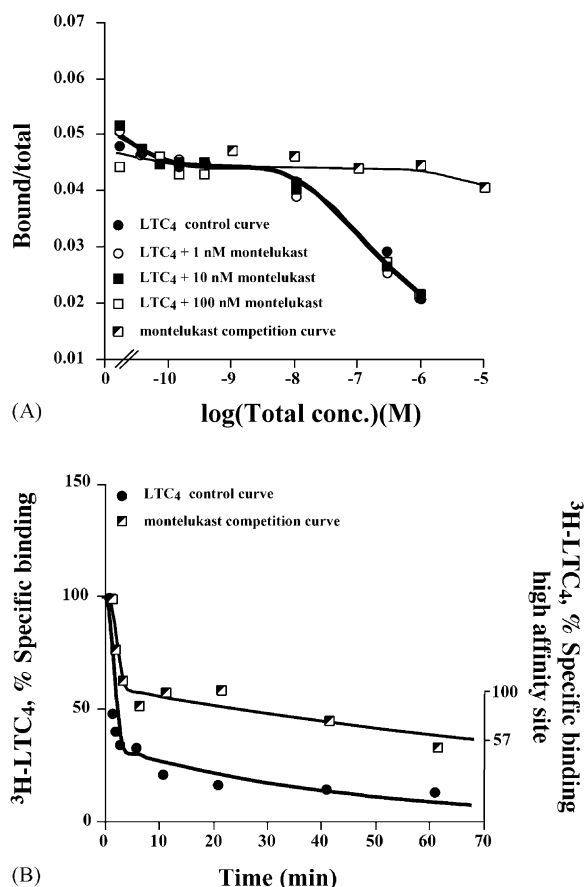 (A)
Bound/total
0.07
0.06
0.05
0.04
0.03
0.02
0.01
LTC4 control curve
LTC4 + 1 nM montelukast
LTC4 + 10 nM montelukast
LTC4 + 100 nM montelukast
montelukast competition curve
0 -10 -9 -8 -7 -6 -5
log(Total conc.)(M)
(B)
3H-LTC4, % Specific binding
150
100
50
0
LTC4 control curve
montelukast competition curve
100
57
3H-LTC4, % Specific binding
high affinity site
0 10 20 30 40 50 60 70
Time (min)